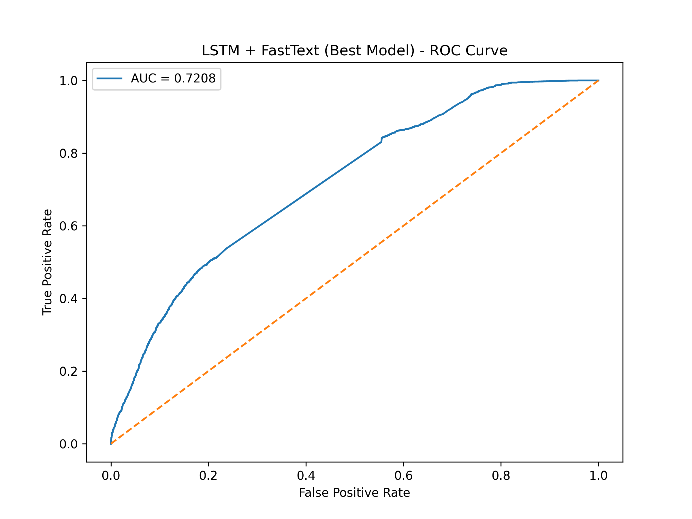 LSTM + FastText (Best Model) - ROC Curve
AUC = 0.7208
1.0
0.8
0.6
0.4
0.2
0.0
True Positive Rate
0.0 0.2 0.4 0.6 0.8 1.0
False Positive Rate